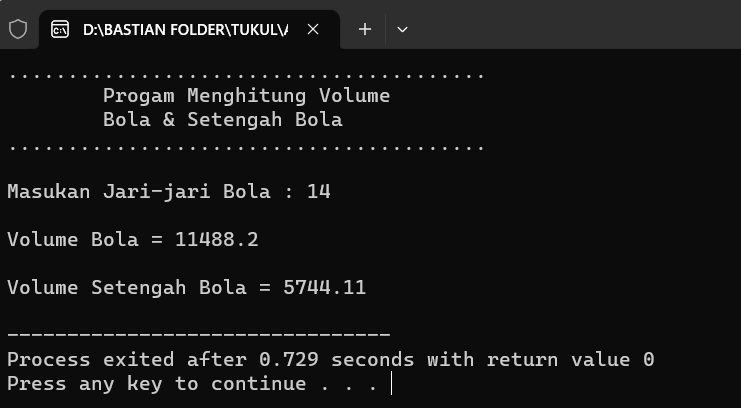 D:\BASTIAN FOLDER\TUKUL\A
........................................
Progam Menghitung Volume
Bola & Setengah Bola
........................................
Masukan Jari-jari Bola : 14
Volume Bola = 11488.2
Volume Setengah Bola = 5744.11
--------------------------------
Process exited after 0.729 seconds with return value 0
Press any key to continue . . .